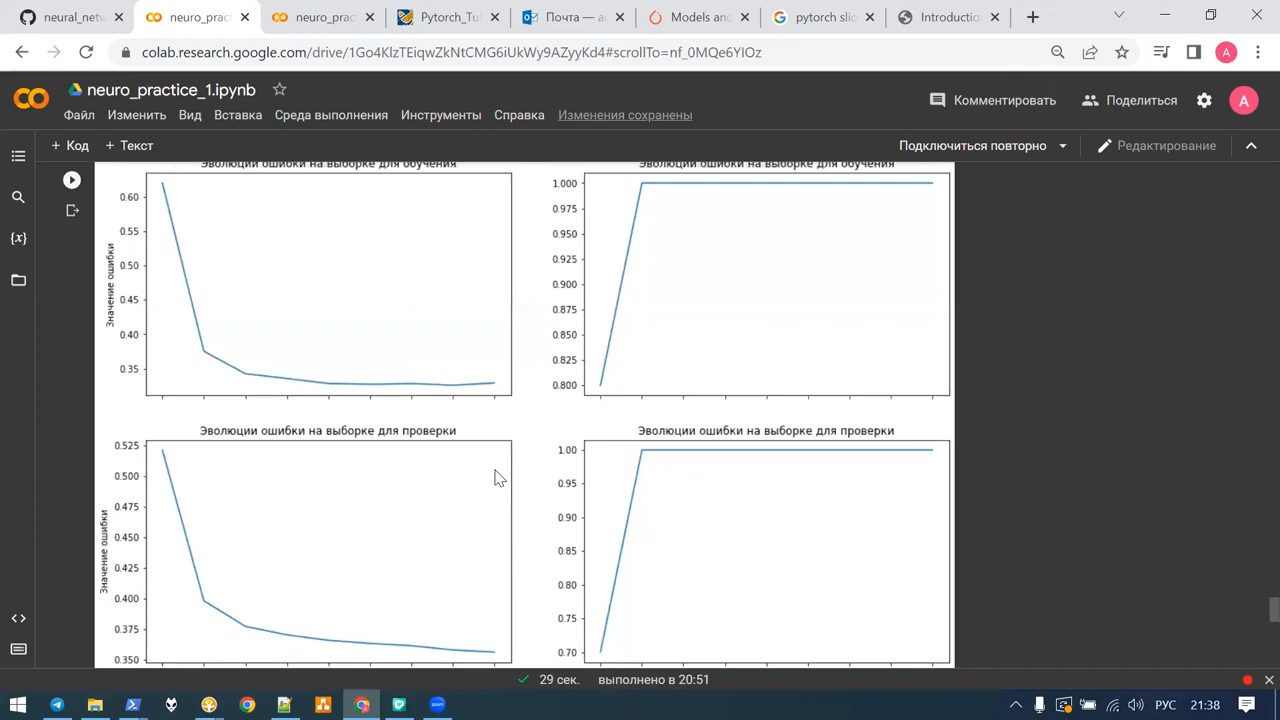 neural_netw
neuro_prac
neuro_pract
Pytorch_Tut
Почта — а
Models and
pytorch slid
Introductio
colab.research.google.com/drive/1Go4KlzTEiqwZkNtCMG6iUkWy9AZyyKd4#scrollTo=nf_0MQe6YIOz
A
neuro_practice_1.ipynb
Комментировать
Поделиться
A
Файл
Изменить
Вид
Вставка
Среда выполнения
Инструменты
Справка
Изменения сохранены
+ Код
+ Текст
Подключиться повторно
Редактирование
{x}
Эволюции ошибки на выборке для обучения
Значение ошибки
0.60
0.55
0.50
0.45
0.40
0.35
Эволюции ошибки на выборке для обучения
1.000
0.975
0.950
0.925
0.900
0.875
0.850
0.825
0.800
Эволюции ошибки на выборке для проверки
Значение ошибки
0.525
0.500
0.475
0.450
0.425
0.400
0.375
0.350
Эволюции ошибки на выборке для проверки
1.00
0.95
0.90
0.85
0.80
0.75
0.70
29 сек.
выполнено в 20:51
zoom
РУС
21:38